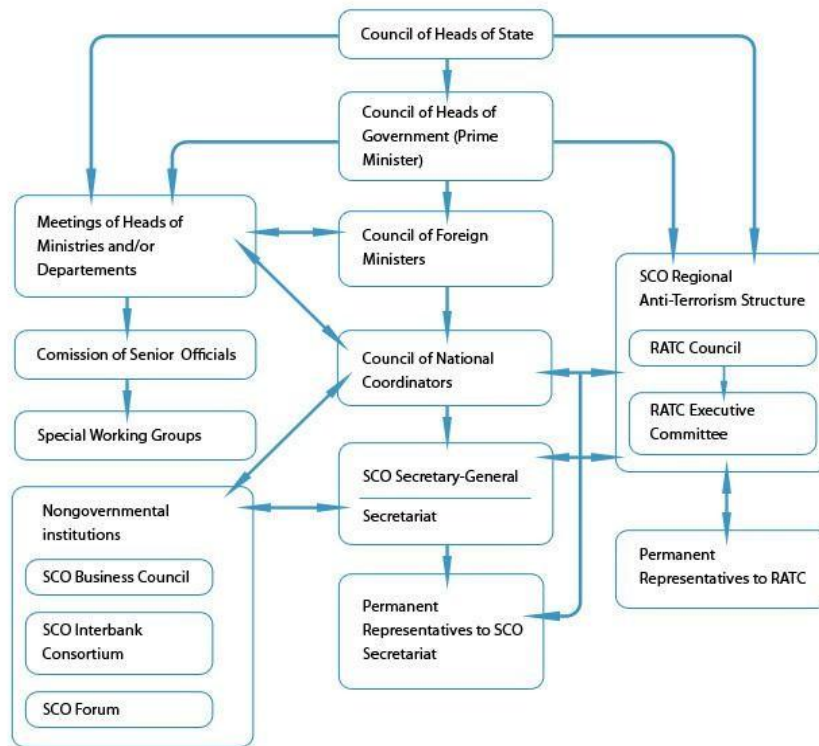 Council of Heads of State
Council of Heads of
Government (Prime
Minister)
Meetings of Heads of
Ministries and/or
Departements
Council of Foreign
Ministers
SCO Regional
Anti-Terrorism Structure
RATC Council
RATC Executive
Committee
Comission of Senior Officials
Council of National
Coordinators
Special Working Groups
SCO Secretary-General
Secretariat
Nongovernmental
institutions
SCO Business Council
SCO Interbank
Consortium
SCO Forum
Permanent
Representatives to SCO
Secretariat
Permanent
Representatives to RATC